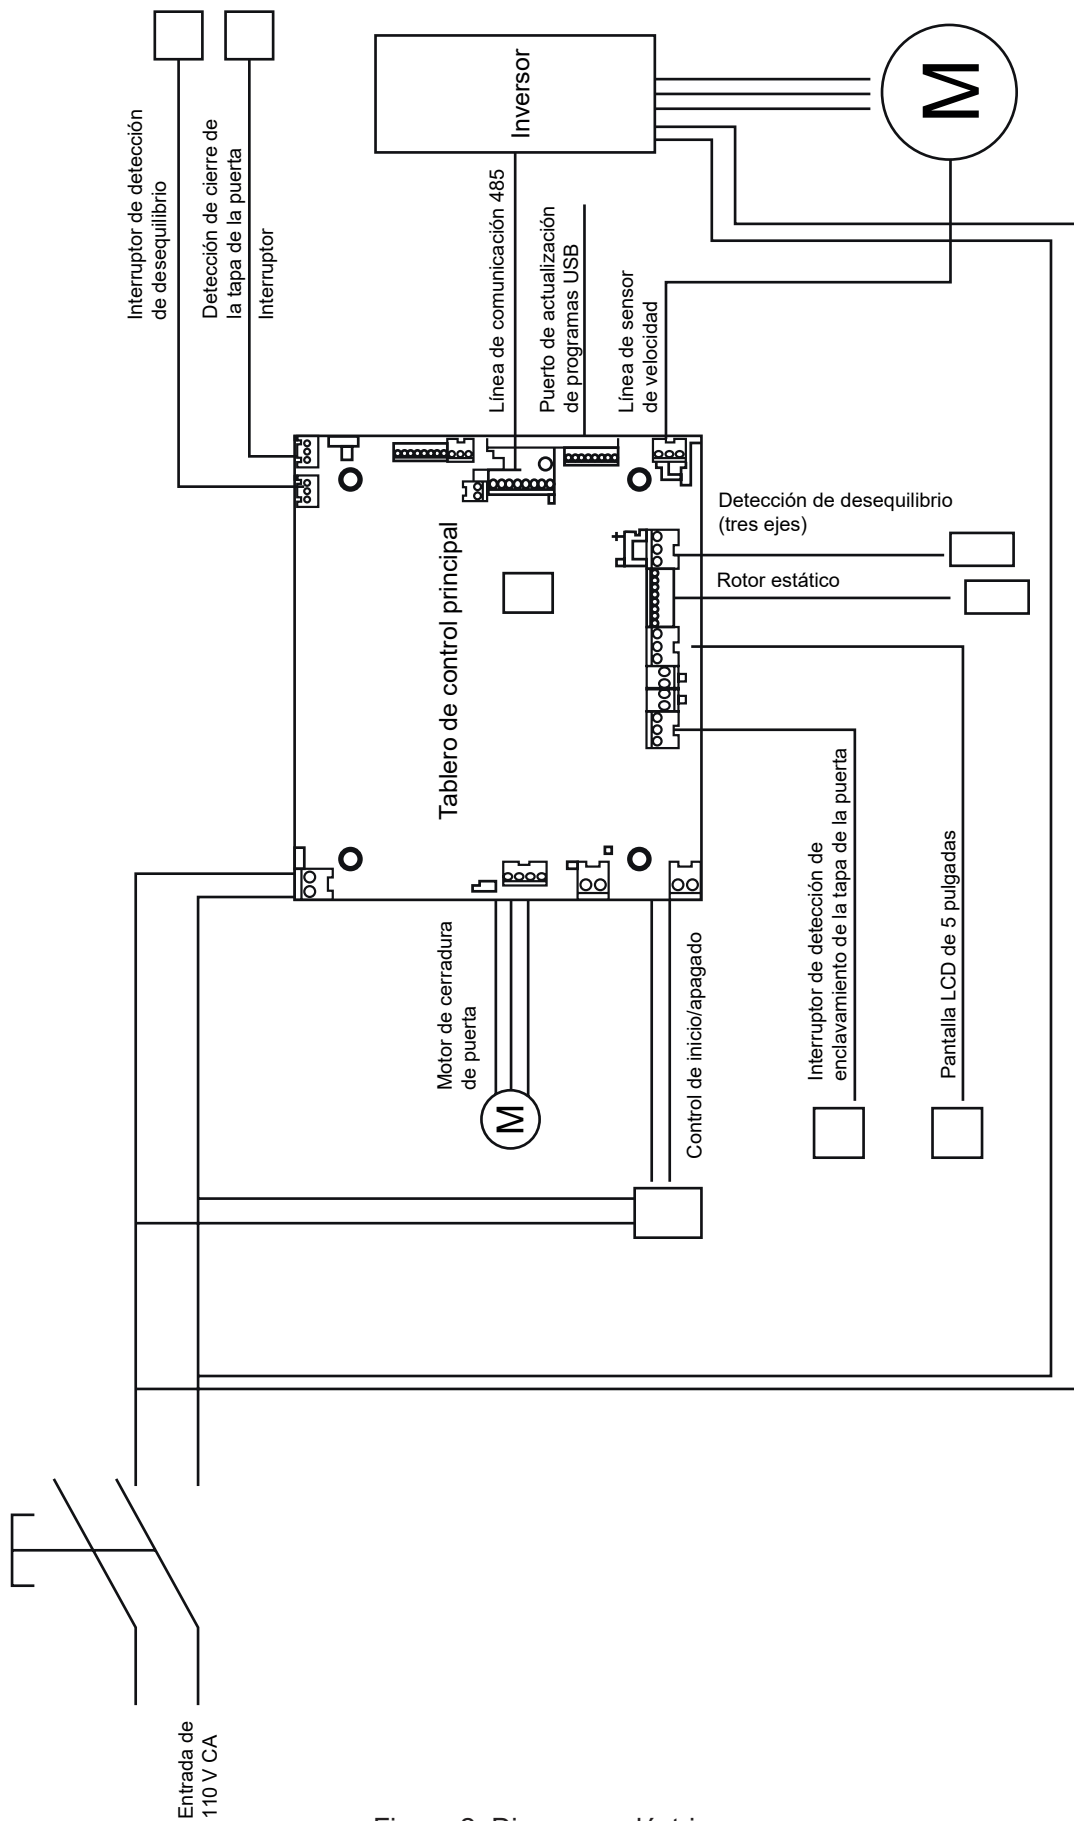 Interruptor de detección
de desequilibrio
Detección de cierre de
la tapa de la puerta
Interruptor
Inversor
M
Línea de comunicación 485
Puerto de actualización
de programas USB
Línea de sensor
de velocidad
Tablero de control principal
+
Detección de desequilibrio
(tres ejes)
Rotor estático
Motor de cerradura
de puerta
M
Control de inicio/apagado
Interruptor de detección de
enclavamiento de la tapa de la puerta
Pantalla LCD de 5 pulgadas
Entrada de
110 V CA